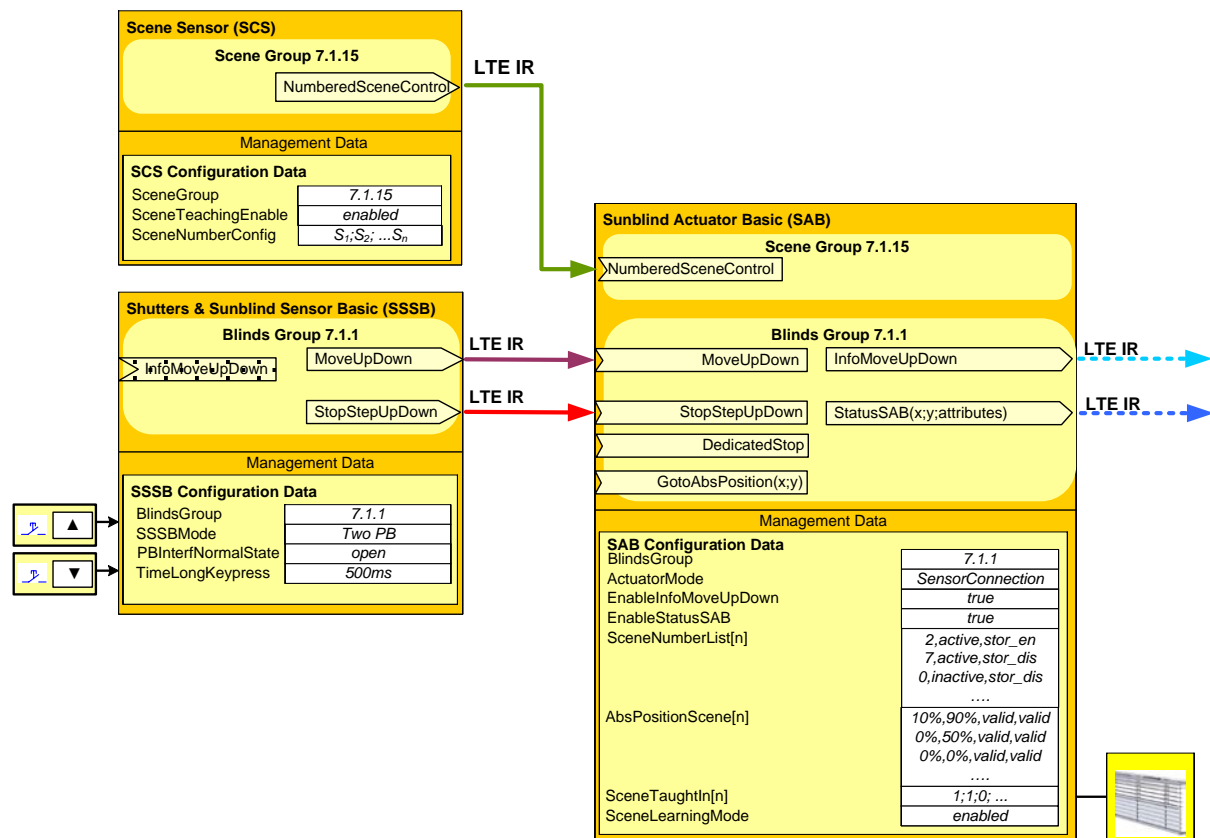 Scene Sensor (SCS)
Scene Group 7.1.15
NumberedSceneControl
LTE IR
Management Data
SCS Configuration Data
SceneGroup 7.1.15
SceneTeachingEnable enabled
SceneNumberConfig S₁;S₂; ...Sₙ
Shutters & Sunblind Sensor Basic (SSSB)
Blinds Group 7.1.1
InfoMoveUpDown
MoveUpDown
LTE IR
StopStepUpDown
LTE IR
Management Data
SSSB Configuration Data
BlindsGroup 7.1.1
SSSBMode Two PB
PBInterfNormalState open
TimeLongKeypress 500ms
Sunblind Actuator Basic (SAB)
Scene Group 7.1.15
NumberedSceneControl
Blinds Group 7.1.1
MoveUpDown InfoMoveUpDown
LTE IR
StopStepUpDown StatusSAB(x;y;attributes)
LTE IR
DedicatedStop
GotoAbsPosition(x;y)
Management Data
SAB Configuration Data
BlindsGroup 7.1.1
ActuatorMode SensorConnection
EnableInfoMoveUpDown true
EnableStatusSAB true
SceneNumberList[n] 2,active,stor_en
7,active,stor_dis
0,inactive,stor_dis
....
AbsPositionScene[n] 10%,90%,valid,valid
0%,50%,valid,valid
0%,0%,valid,valid
....
SceneTaughtIn[n] 1;1;0; ...
SceneLearningMode enabled